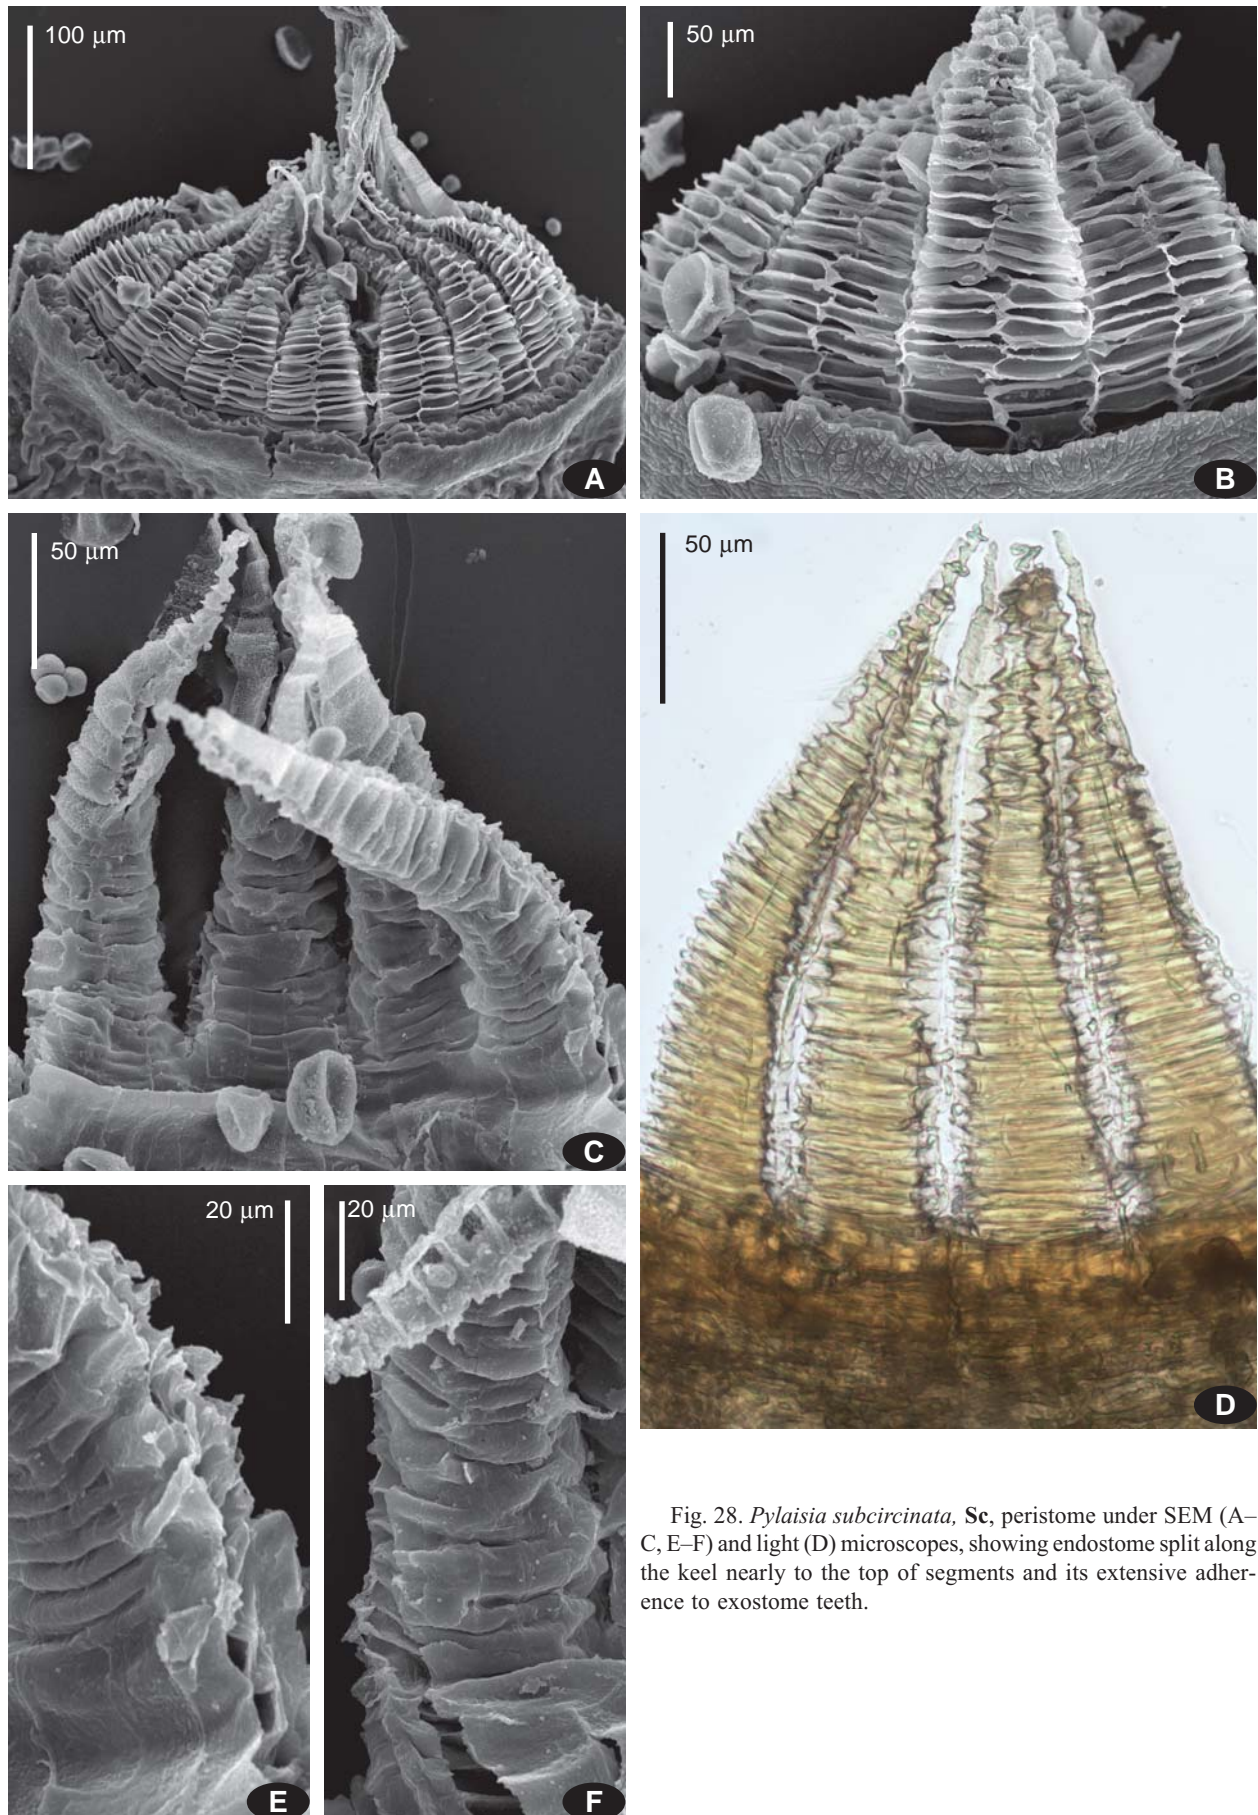 100 µm
A
50 µm
B
50 µm
C
50 µm
D
20 µm
E
20 µm
F
Fig. 28. Pylaisia subcircinata, Sc, peristome under SEM (A–
C, E–F) and light (D) microscopes, showing endostome split along
the keel nearly to the top of segments and its extensive adher-
ence to exostome teeth.